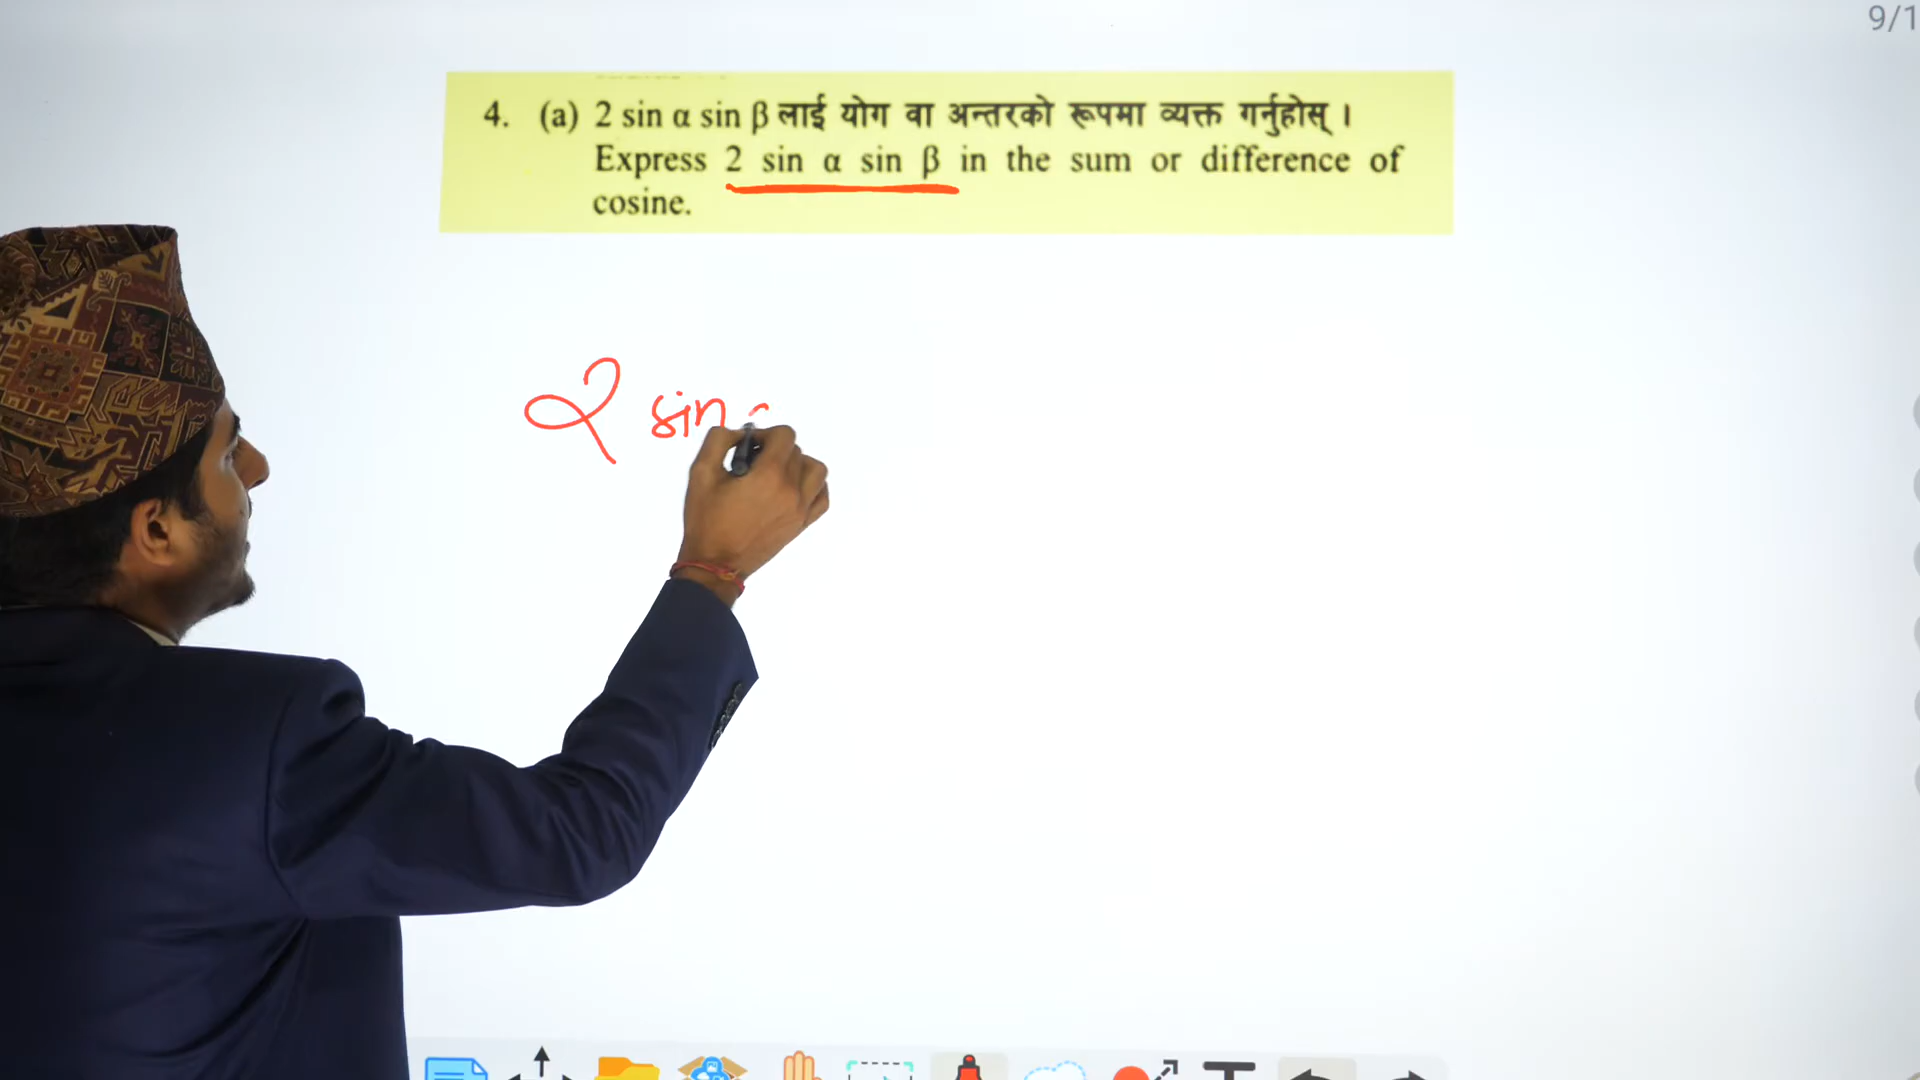 9/1
4. (a) 2 sin α sin β लाई योग वा अन्तरको रूपमा व्यक्त गर्नुहोस् ।
Express 2 sin α sin β in the sum or difference of
cosine.
2 sin